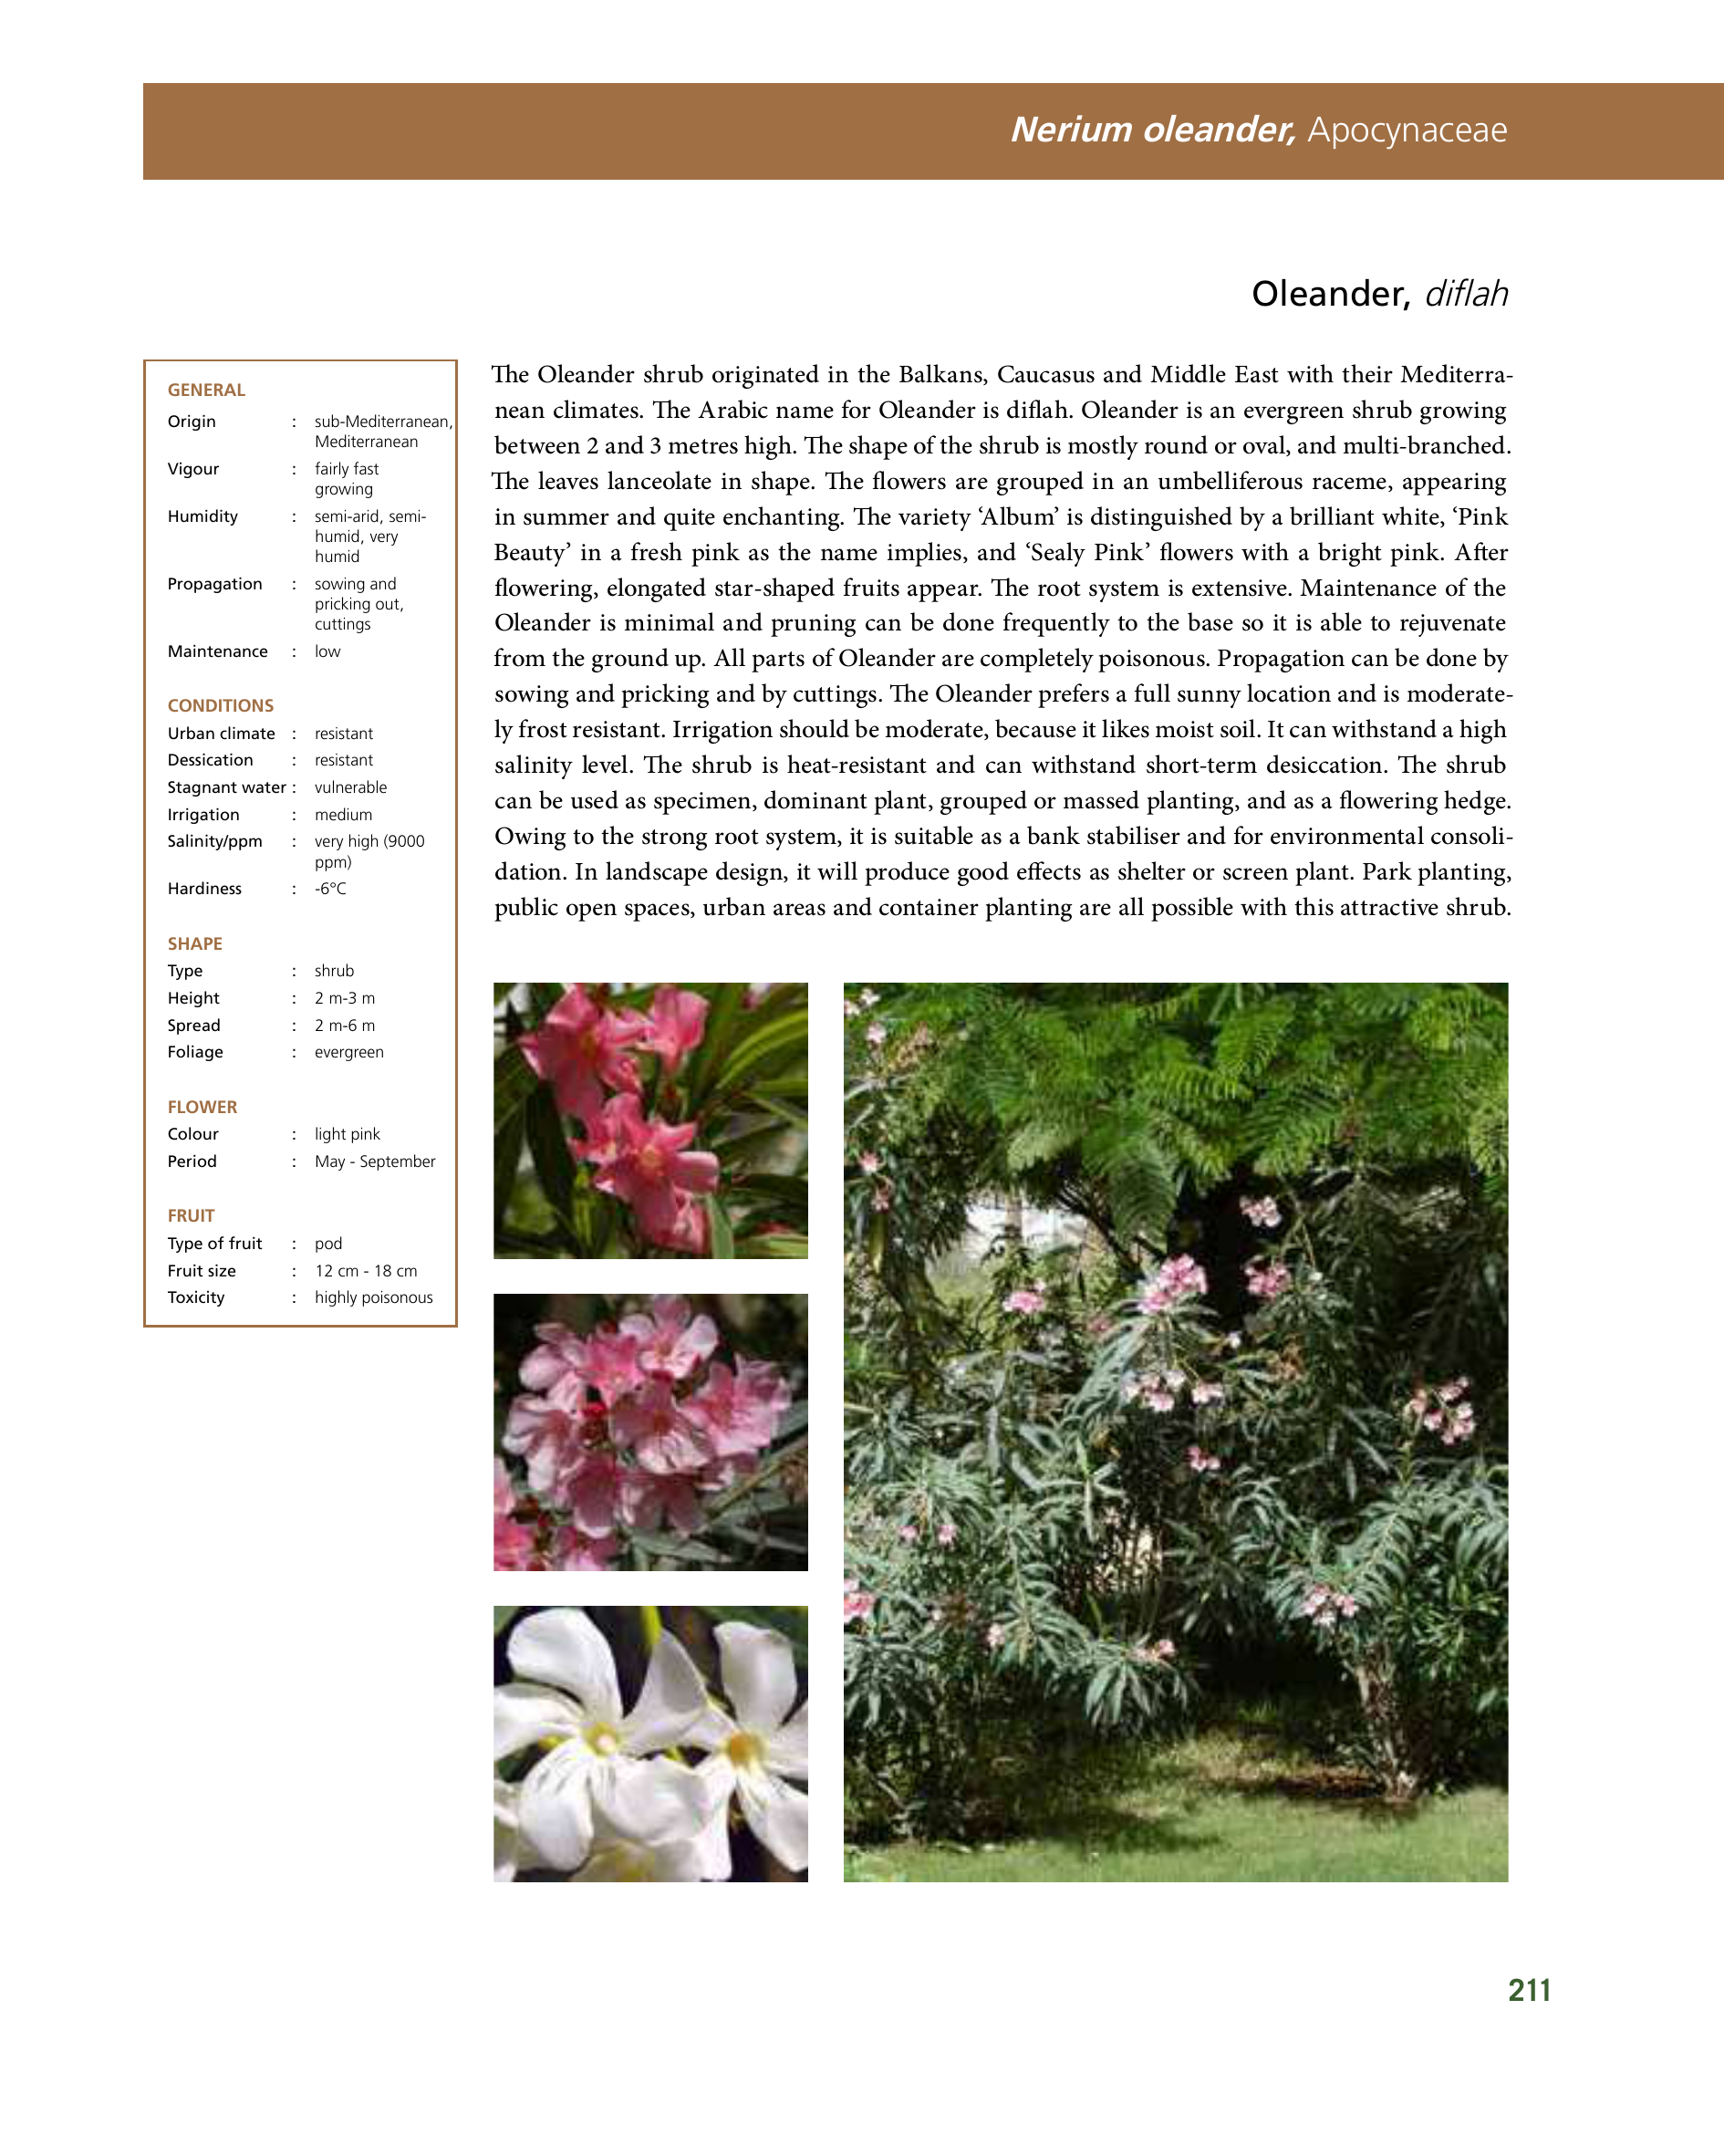 Nerium oleander, Apocynaceae
Oleander, diflah
GENERAL
Origin : sub-Mediterranean,
Mediterranean
Vigour : fairly fast
growing
Humidity : semi-arid, semi-
humid, very
humid
Propagation : sowing and
pricking out,
cuttings
Maintenance : low
CONDITIONS
Urban climate : resistant
Dessication : resistant
Stagnant water : vulnerable
Irrigation : medium
Salinity/ppm : very high (9000
ppm)
Hardiness : -6°C
SHAPE
Type : shrub
Height : 2 m-3 m
Spread : 2 m-6 m
Foliage : evergreen
FLOWER
Colour : light pink
Period : May - September
FRUIT
Type of fruit : pod
Fruit size : 12 cm - 18 cm
Toxicity : highly poisonous
The Oleander shrub originated in the Balkans, Caucasus and Middle East with their Mediterra-
nean climates. The Arabic name for Oleander is diflah. Oleander is an evergreen shrub growing
between 2 and 3 metres high. The shape of the shrub is mostly round or oval, and multi-branched.
The leaves lanceolate in shape. The flowers are grouped in an umbelliferous raceme, appearing
in summer and quite enchanting. The variety ‘Album’ is distinguished by a brilliant white, ‘Pink
Beauty’ in a fresh pink as the name implies, and ‘Sealy Pink’ flowers with a bright pink. After
flowering, elongated star-shaped fruits appear. The root system is extensive. Maintenance of the
Oleander is minimal and pruning can be done frequently to the base so it is able to rejuvenate
from the ground up. All parts of Oleander are completely poisonous. Propagation can be done by
sowing and pricking and by cuttings. The Oleander prefers a full sunny location and is moderate-
ly frost resistant. Irrigation should be moderate, because it likes moist soil. It can withstand a high
salinity level. The shrub is heat-resistant and can withstand short-term desiccation. The shrub
can be used as specimen, dominant plant, grouped or massed planting, and as a flowering hedge.
Owing to the strong root system, it is suitable as a bank stabiliser and for environmental consoli-
dation. In landscape design, it will produce good effects as shelter or screen plant. Park planting,
public open spaces, urban areas and container planting are all possible with this attractive shrub.
211